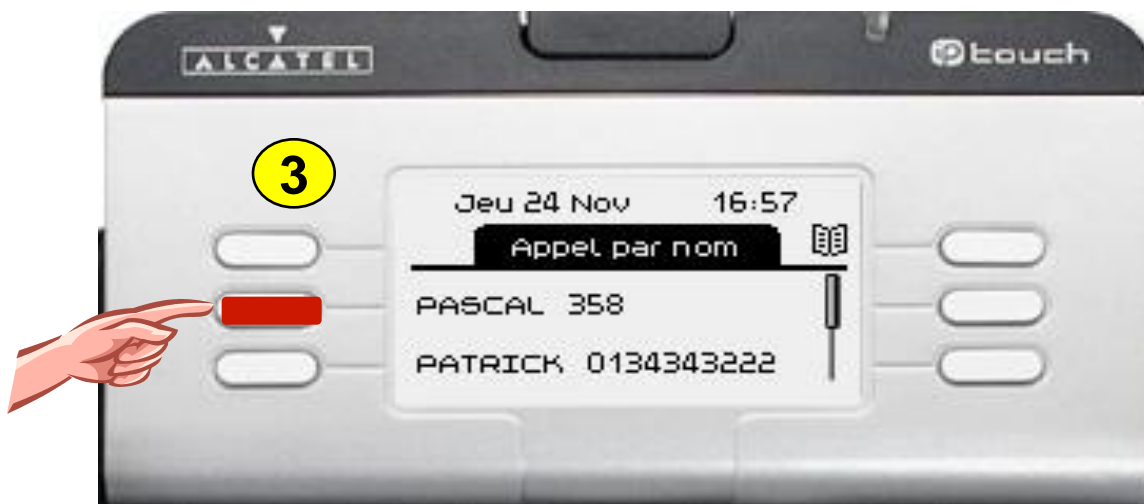 ALCATEL
touch
3
Jeu 24 Nov 16:57
Appel par nom
PASCAL 358
PATRICK 0134343222